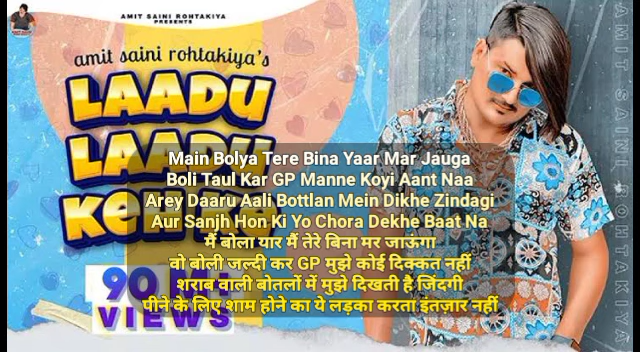 AMIT SAINI ROHTAKIYA
PRESENTS
amit saini rohtakiya's
LAADU
LAADU
KEHKE
Main Bolya Tere Bina Yaar Mar Jauga
Boli Taul Kar GP Manne Koyi Aant Naa
Arey Daaru Aali Bottlan Mein Dikhe Zindagi
Aur Sanjh Hon Ki Yo Chora Dekhe Baat Na
मैं बोला यार मैं तेरे बिना मर जाऊंगा
वो बोली जल्दी कर GP मुझे कोई दिक्कत नहीं
शराब वाली बोतलों में मुझे दिखती है जिंदगी
पीने के लिए शाम होने का ये लड़का करता इंतज़ार नहीं
90 M+
VIEWS
AMIT SAINI ROHTAKIYA